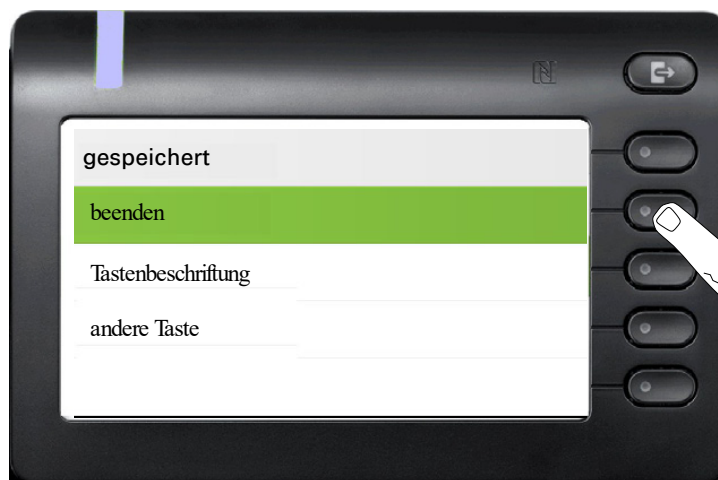 gespeichert
beenden
Tastenbeschriftung
andere Taste